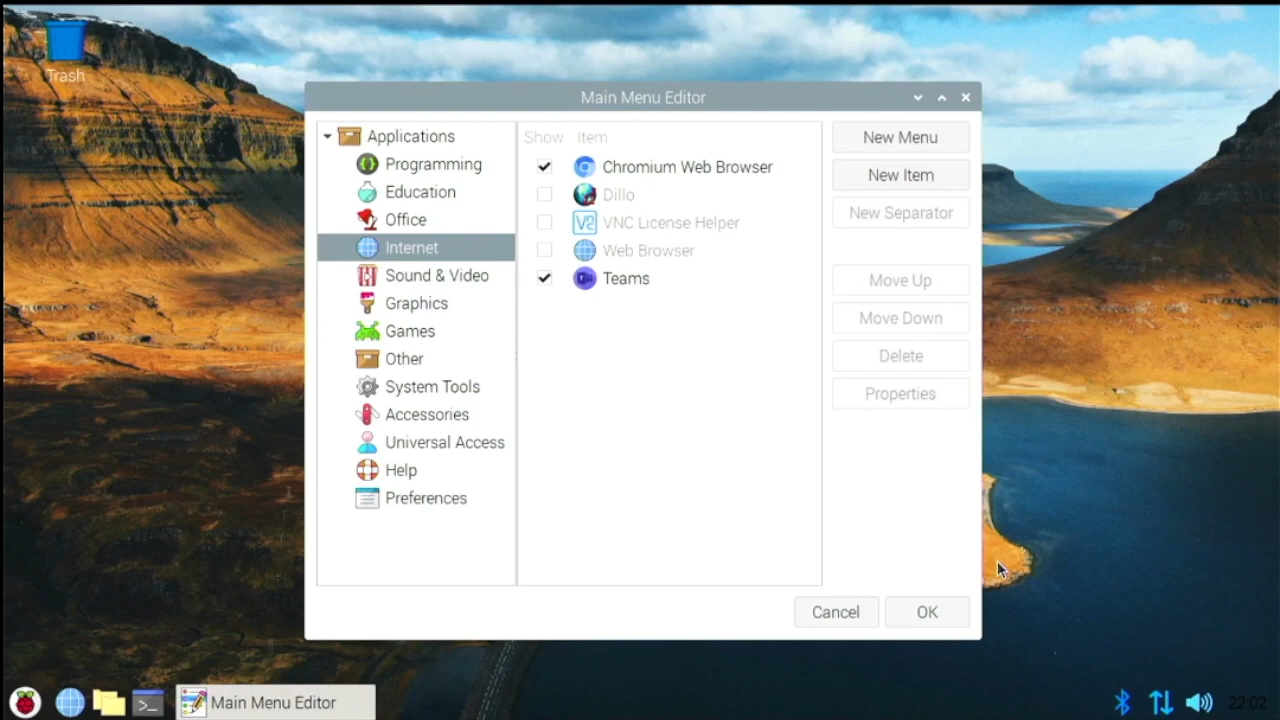 Trash
Main Menu Editor
Applications
Programming
Education
Office
Internet
Sound & Video
Graphics
Games
Other
System Tools
Accessories
Universal Access
Help
Preferences
Show Item
Chromium Web Browser
Dillo
VNC License Helper
Web Browser
Teams
New Menu
New Item
New Separator
Move Up
Move Down
Delete
Properties
Cancel
OK
Main Menu Editor
22:02